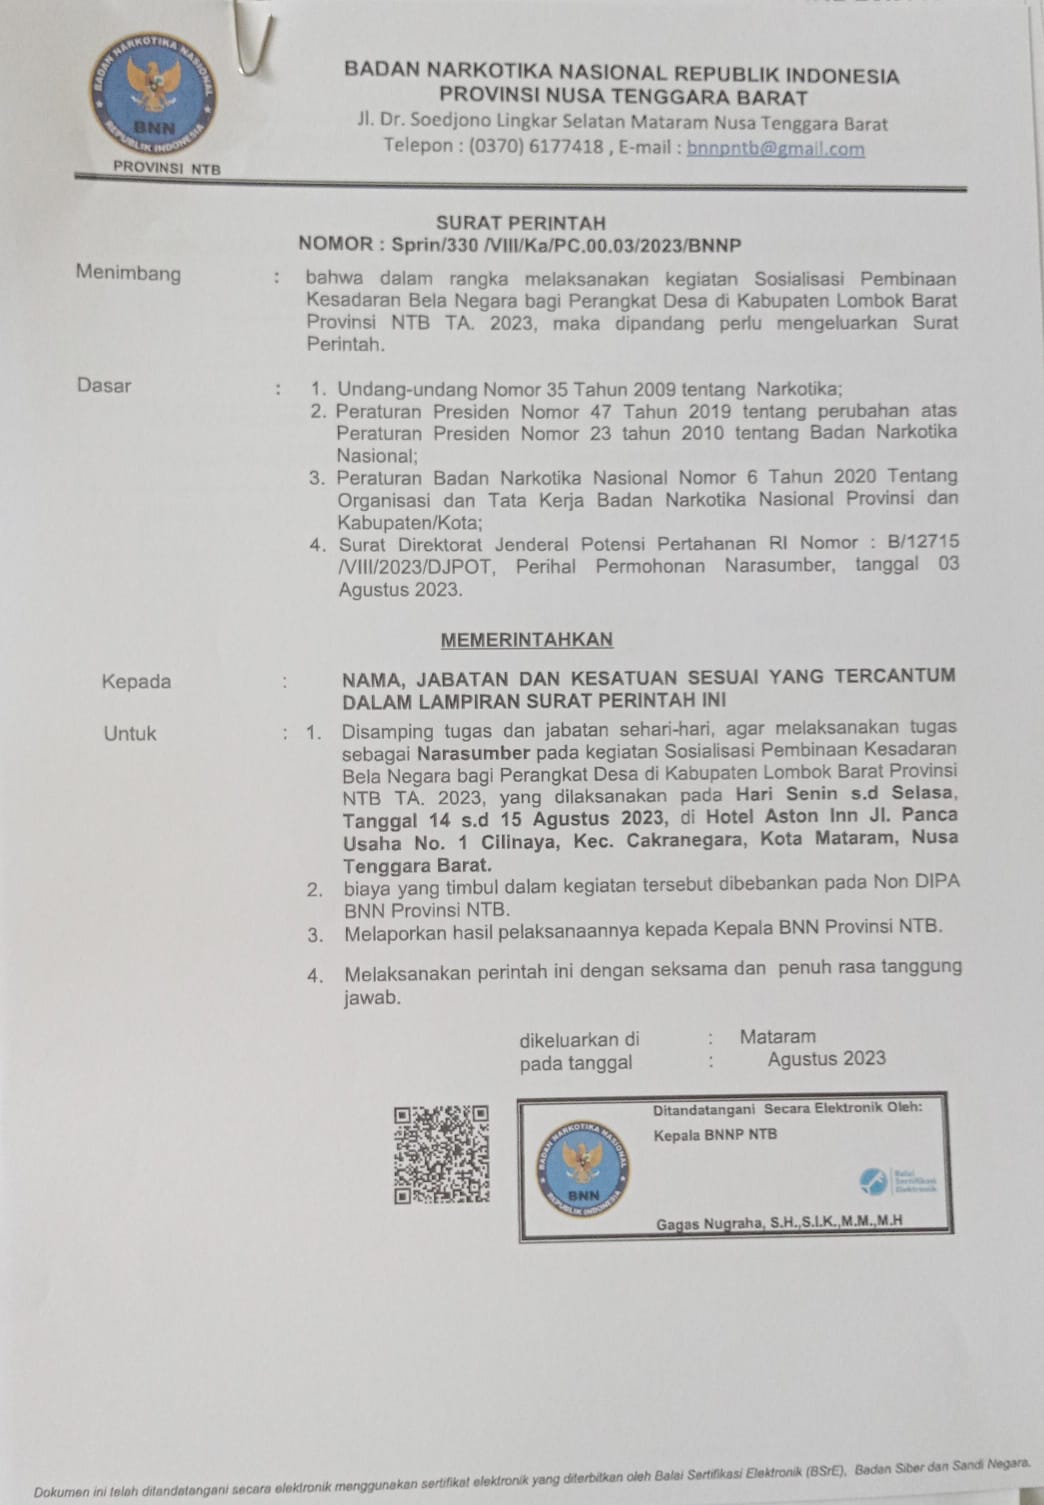 BADAN NARKOTIKA NASIONAL
BNN
REPUBLIK INDONESIA
PROVINSI NTB
BADAN NARKOTIKA NASIONAL REPUBLIK INDONESIA
PROVINSI NUSA TENGGARA BARAT
Jl. Dr. Soedjono Lingkar Selatan Mataram Nusa Tenggara Barat
Telepon : (0370) 6177418 , E-mail : bnnpntb@gmail.com
SURAT PERINTAH
NOMOR : Sprin/330 /VIII/Ka/PC.00.03/2023/BNNP
Menimbang : bahwa dalam rangka melaksanakan kegiatan Sosialisasi Pembinaan
Kesadaran Bela Negara bagi Perangkat Desa di Kabupaten Lombok Barat
Provinsi NTB TA. 2023, maka dipandang perlu mengeluarkan Surat
Perintah.
Dasar : 1. Undang-undang Nomor 35 Tahun 2009 tentang Narkotika;
2. Peraturan Presiden Nomor 47 Tahun 2019 tentang perubahan atas
Peraturan Presiden Nomor 23 tahun 2010 tentang Badan Narkotika
Nasional;
3. Peraturan Badan Narkotika Nasional Nomor 6 Tahun 2020 Tentang
Organisasi dan Tata Kerja Badan Narkotika Nasional Provinsi dan
Kabupaten/Kota;
4. Surat Direktorat Jenderal Potensi Pertahanan RI Nomor : B/12715
/VIII/2023/DJPOT, Perihal Permohonan Narasumber, tanggal 03
Agustus 2023.
MEMERINTAHKAN
Kepada : NAMA, JABATAN DAN KESATUAN SESUAI YANG TERCANTUM
DALAM LAMPIRAN SURAT PERINTAH INI
Untuk : 1. Disamping tugas dan jabatan sehari-hari, agar melaksanakan tugas
sebagai Narasumber pada kegiatan Sosialisasi Pembinaan Kesadaran
Bela Negara bagi Perangkat Desa di Kabupaten Lombok Barat Provinsi
NTB TA. 2023, yang dilaksanakan pada Hari Senin s.d Selasa,
Tanggal 14 s.d 15 Agustus 2023, di Hotel Aston Inn Jl. Panca
Usaha No. 1 Cilinaya, Kec. Cakranegara, Kota Mataram, Nusa
Tenggara Barat.
2. biaya yang timbul dalam kegiatan tersebut dibebankan pada Non DIPA
BNN Provinsi NTB.
3. Melaporkan hasil pelaksanaannya kepada Kepala BNN Provinsi NTB.
4. Melaksanakan perintah ini dengan seksama dan penuh rasa tanggung
jawab.
dikeluarkan di : Mataram
pada tanggal : Agustus 2023
Ditandatangani Secara Elektronik Oleh:
Kepala BNNP NTB
BADAN NARKOTIKA NASIONAL
BNN
REPUBLIK INDONESIA
Balai
Sertifikasi
Elektronik
Gagas Nugraha, S.H.,S.I.K.,M.M.,M.H
Dokumen ini telah ditandatangani secara elektronik menggunakan sertifikat elektronik yang diterbitkan oleh Balai Sertifikasi Elektronik (BSrE), Badan Siber dan Sandi Negara.